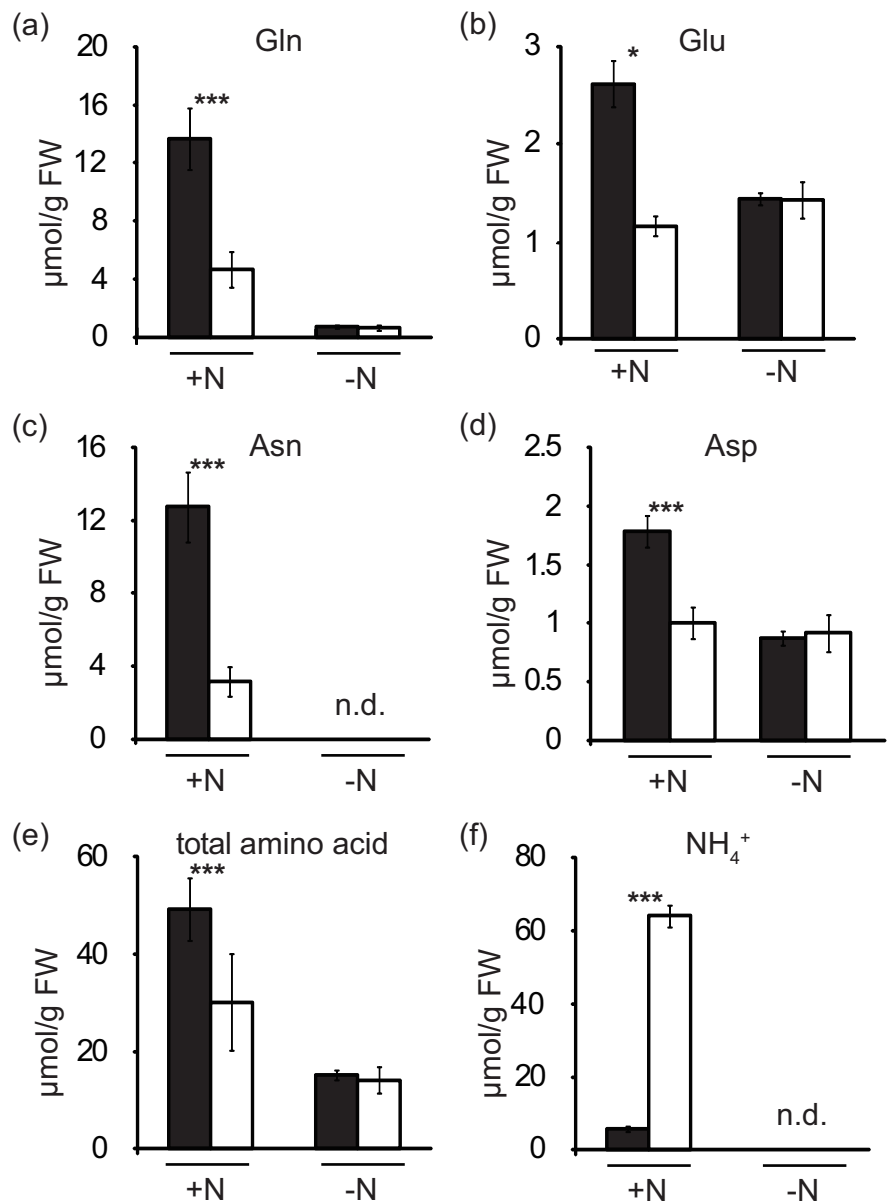 (a) Gln
20
16
12
8
4
0
µmol/g FW
***
+N -N
(b) Glu
3
2
1
0
µmol/g FW
*
+N -N
(c) Asn
16
12
8
4
0
µmol/g FW
***
n.d.
+N -N
(d) Asp
2.5
2
1.5
1
0.5
0
µmol/g FW
***
+N -N
(e) total amino acid
60
40
20
0
µmol/g FW
***
+N -N
(f) NH₄⁺
80
60
40
20
0
µmol/g FW
***
n.d.
+N -N